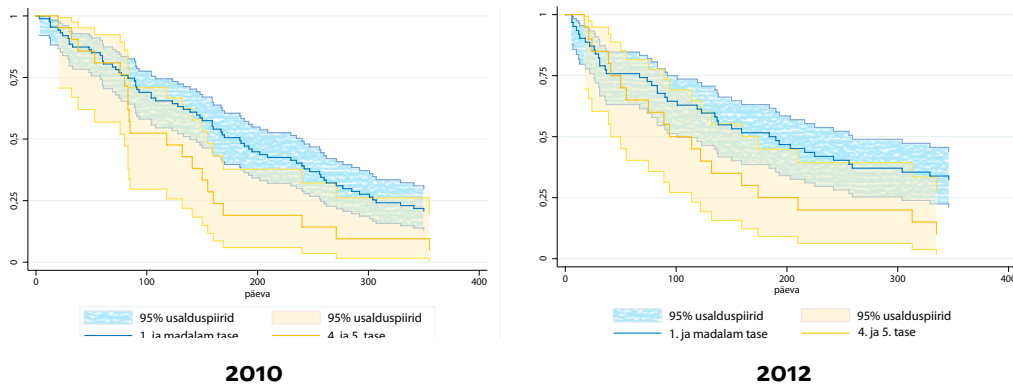 1
0,75
0,5
0,25
0
0
100
200
300
400
päeva
95% usalduspiirid
95% usalduspiirid
1. ja madalam tase
4. ja 5. tase
2010
1
0,75
0,5
0,25
0
0
100
200
300
400
päeva
95% usalduspiirid
95% usalduspiirid
1. ja madalam tase
4. ja 5. tase
2012